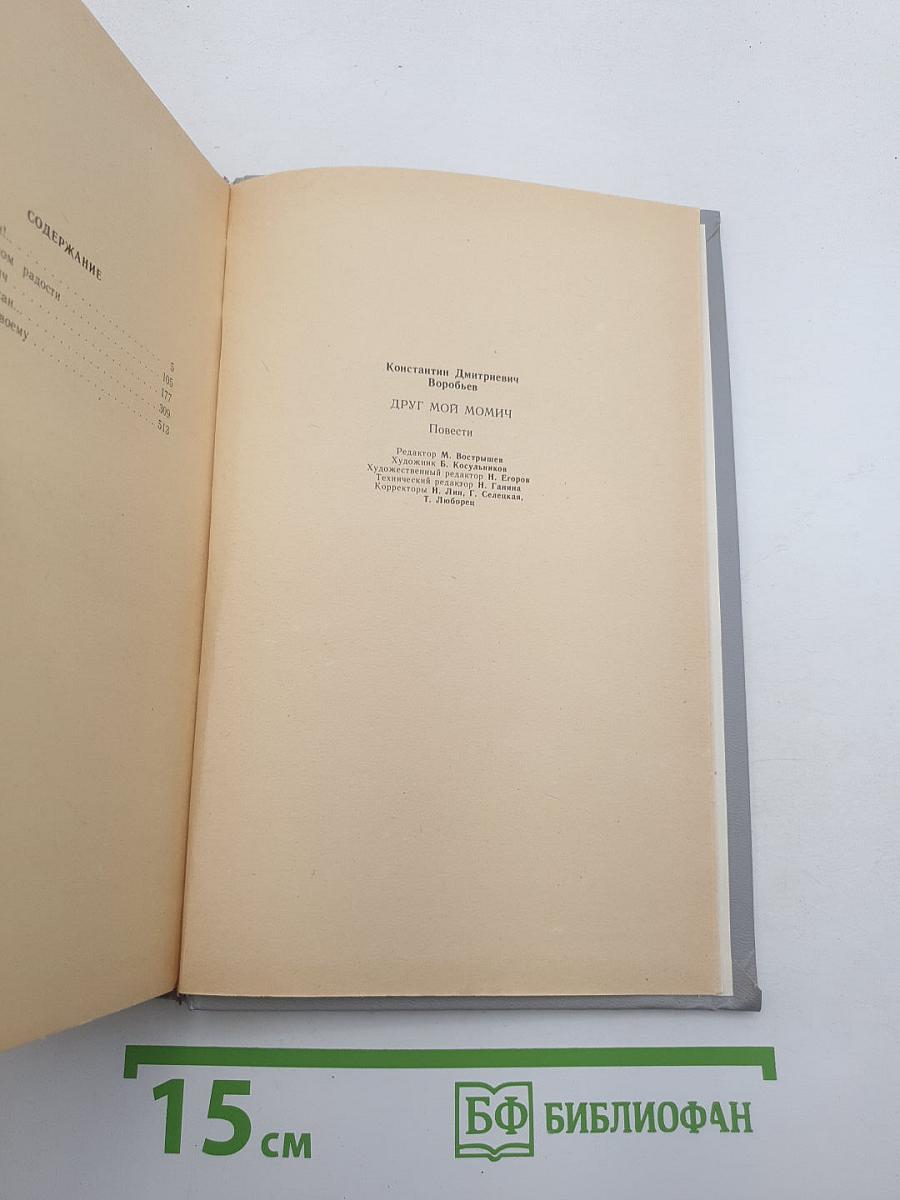 СОДЕРЖАНИЕ
радости
5
105
177
309
513
Константин Дмитриевич
Воробьев
ДРУГ МОЙ МОМИЧ
Повести
Редактор М. Вострышев
Художник Б. Косульников
Художественный редактор Н. Егоров
Технический редактор Н. Ганина
Корректоры Н. Лин, Г. Селецкая,
Т. Люборец
15 см
БФ БИБЛИОФАН